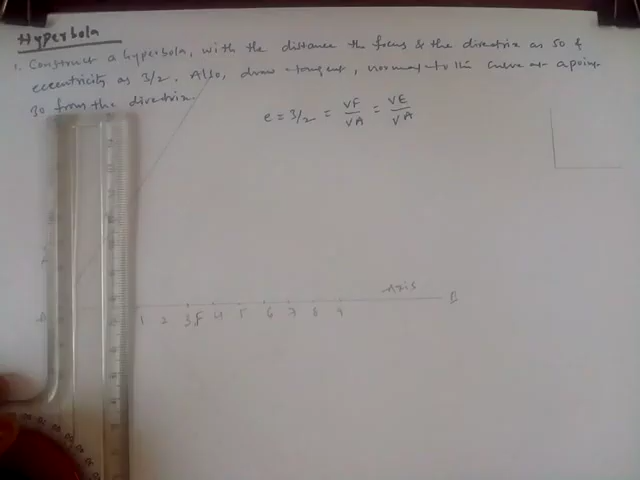 Hyperbola
1. Construct a hyperbola, with the distance the focus & the directrix as 50 &
eccentricity as 3/2. Also, draw tangent, normal to the curve at a point
30 from the directrix.
e = 3/2 = VF/VA = VE/VA
Axis
B
1 2 3 F 4 5 6 7 8 9